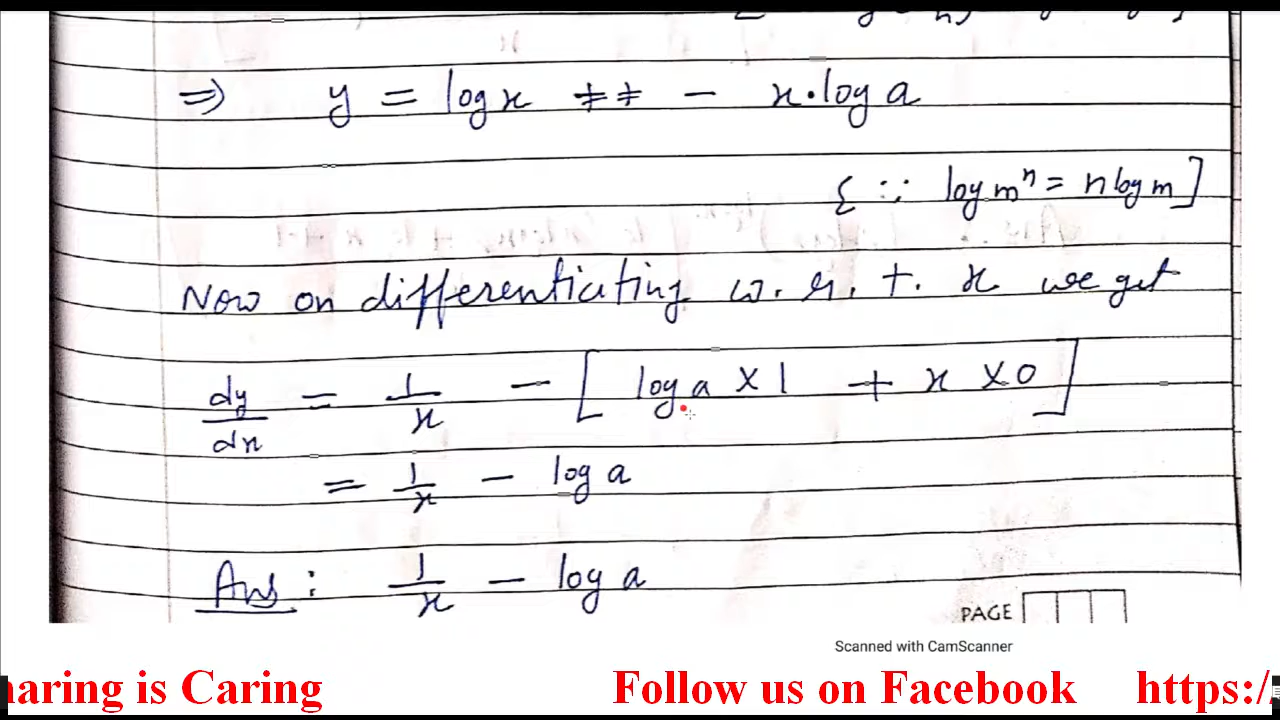 ⇒ y = log x - x·log a
{ ∵ log mⁿ = n log m ]
Now on differenticiting w.r.t. x we get
dy/dx = 1/x - [ log a × 1 + x × 0 ]
= 1/x - log a
Ans : 1/x - log a
PAGE
Scanned with CamScanner
haring is Caring Follow us on Facebook https:/